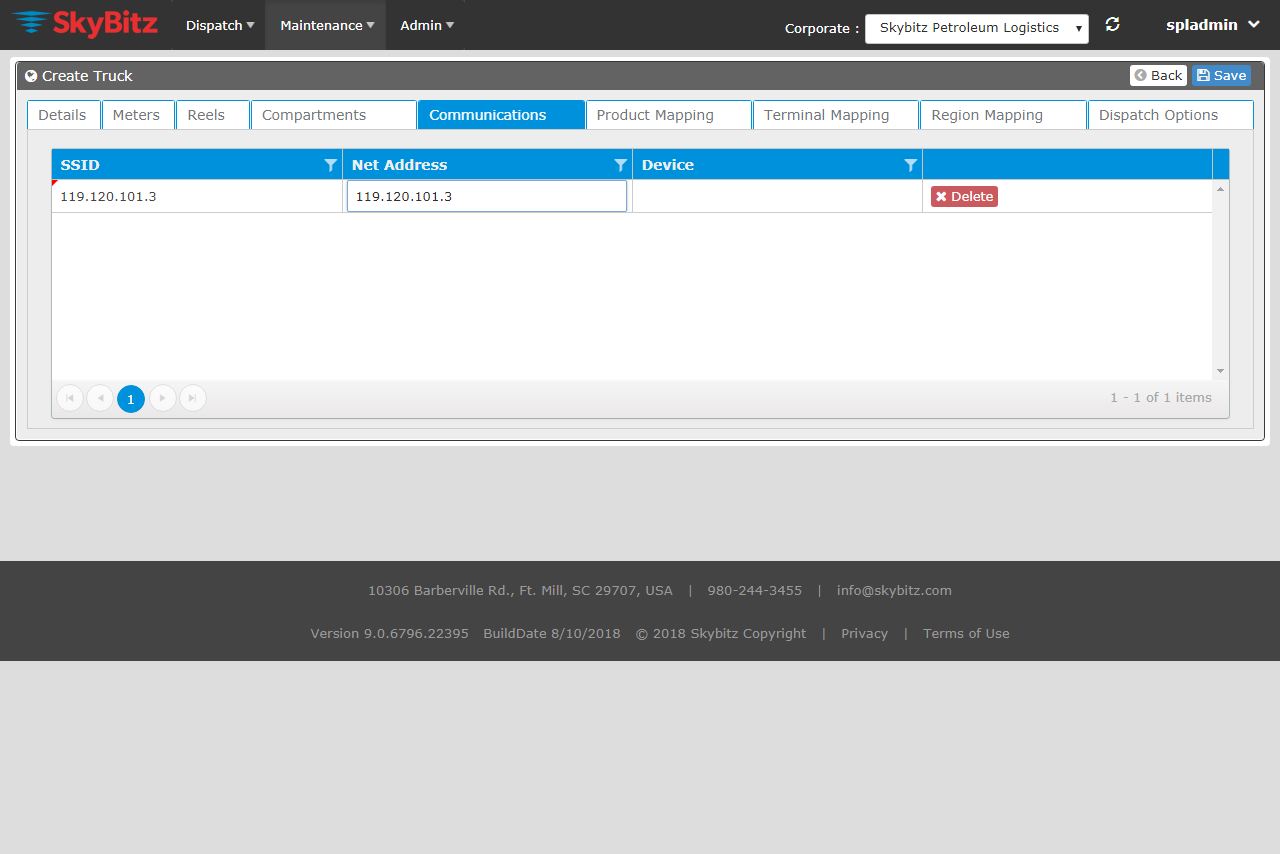 SkyBitz Dispatch Maintenance Admin Corporate : Skybitz Petroleum Logistics spladmin
Create Truck Back Save
Details Meters Reels Compartments Communications Product Mapping Terminal Mapping Region Mapping Dispatch Options
SSID Net Address Device
119.120.101.3 119.120.101.3 Delete
1 1 - 1 of 1 items
10306 Barberville Rd., Ft. Mill, SC 29707, USA | 980-244-3455 | info@skybitz.com
Version 9.0.6796.22395 BuildDate 8/10/2018 © 2018 Skybitz Copyright | Privacy | Terms of Use